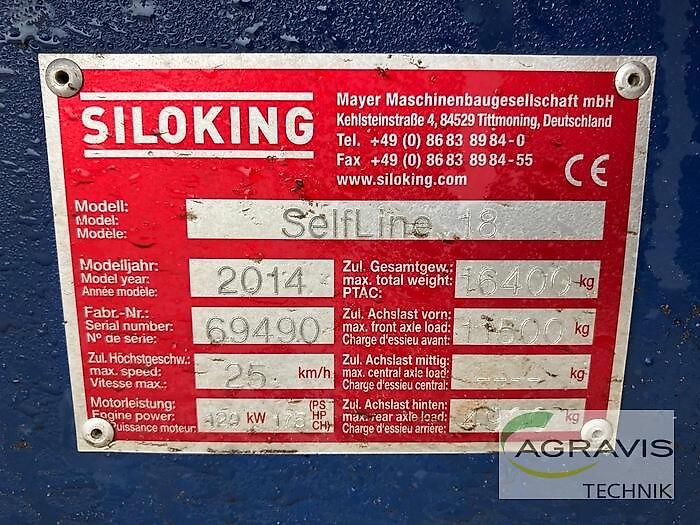 SILOKING
Mayer Maschinenbaugesellschaft mbH
Kehlsteinstraße 4, 84529 Tittmoning, Deutschland
Tel. +49 (0) 86 83 89 84-0
Fax +49 (0) 86 83 89 84-55
www.siloking.com
CE
Modell:
Model: SelfLine 18
Modèle:
Modelljahr:
Model year: 2014
Année modèle:
Zul. Gesamtgew.:
max. total weight: 16400 kg
PTAC:
Fabr.-Nr.:
Serial number: 69490
N° de série:
Zul. Achslast vorn:
max. front axle load: kg
Charge d'essieu avant:
Zul. Höchstgeschw.:
max. speed: 25 km/h
Vitesse max.:
Zul. Achslast mittig:
max. central axle load: kg
Charge d'essieu central:
Motorleistung: (PS
Engine power: 129 kW 175 HP
Puissance moteur: CH)
Zul. Achslast hinten:
max. rear axle load: kg
Charge d'essieu arrière:
AGRAVIS
TECHNIK